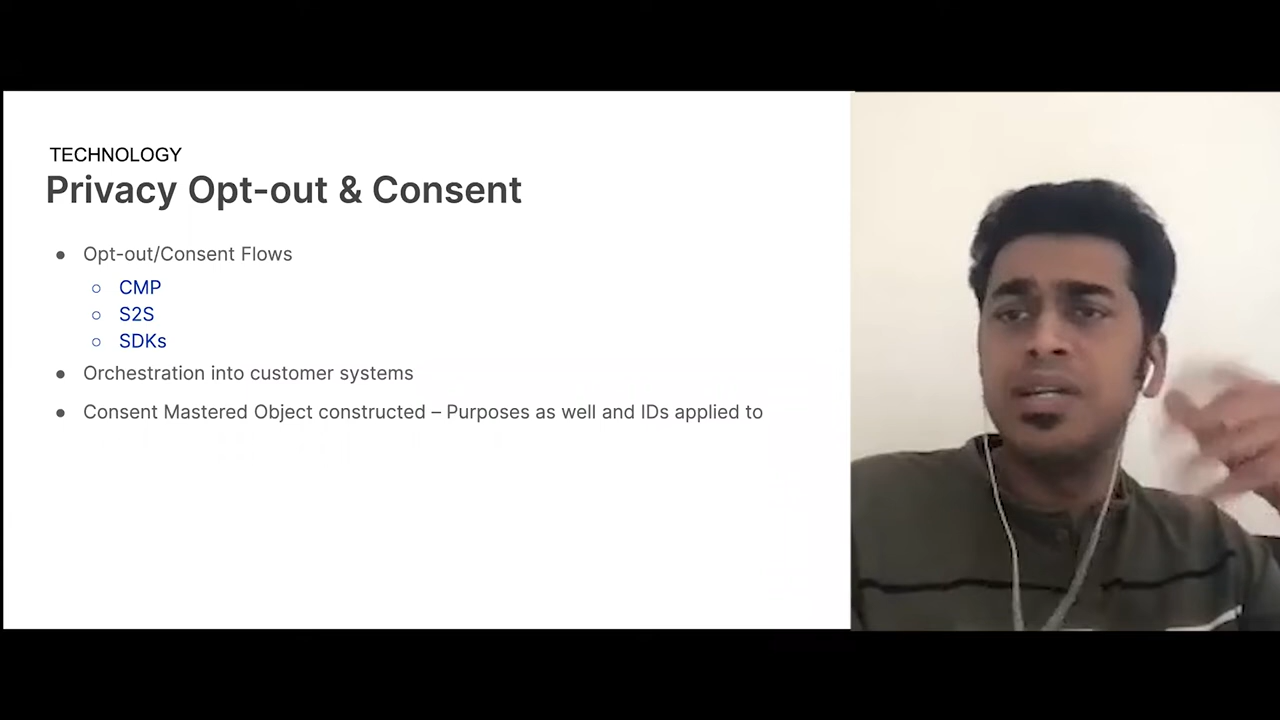 TECHNOLOGY
Privacy Opt-out & Consent
● Opt-out/Consent Flows
○ CMP
○ S2S
○ SDKs
● Orchestration into customer systems
● Consent Mastered Object constructed – Purposes as well and IDs applied to